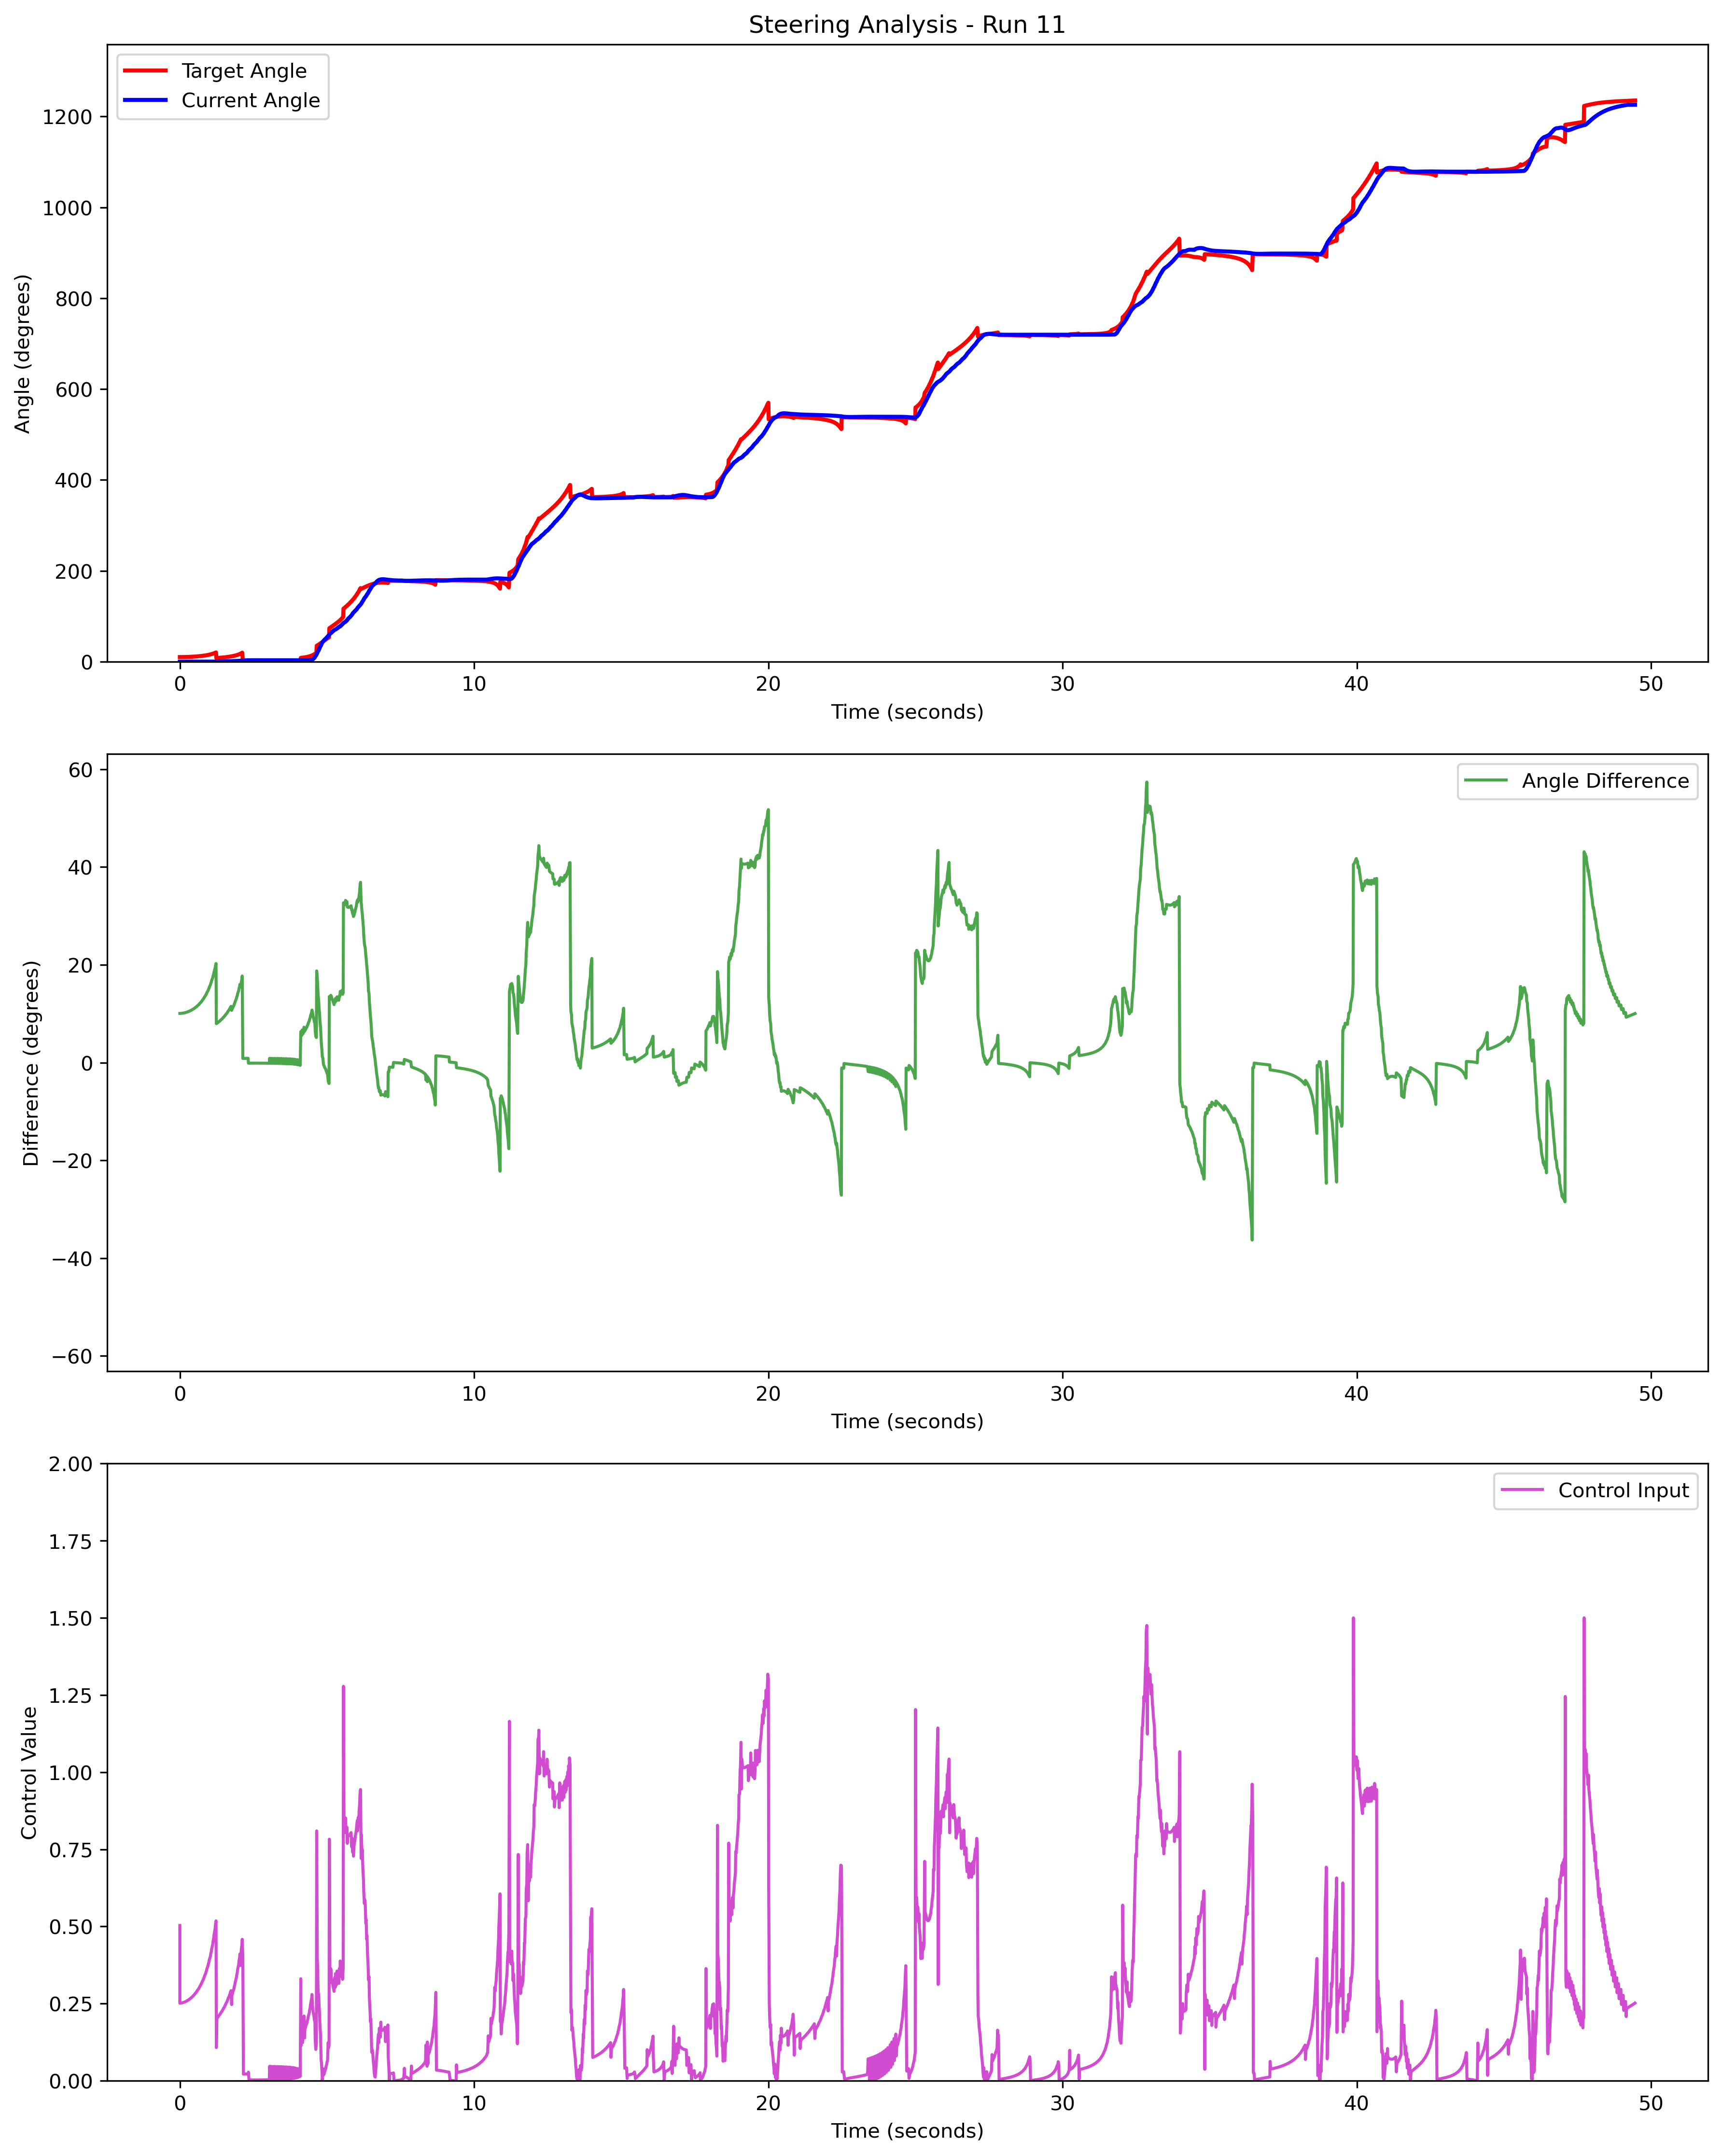 Steering Analysis - Run 11
Target Angle
Current Angle
Angle (degrees)
1200
1000
800
600
400
200
0
0 10 20 30 40 50
Time (seconds)
Angle Difference
Difference (degrees)
60
40
20
0
−20
−40
−60
0 10 20 30 40 50
Time (seconds)
Control Input
Control Value
2.00
1.75
1.50
1.25
1.00
0.75
0.50
0.25
0.00
0 10 20 30 40 50
Time (seconds)